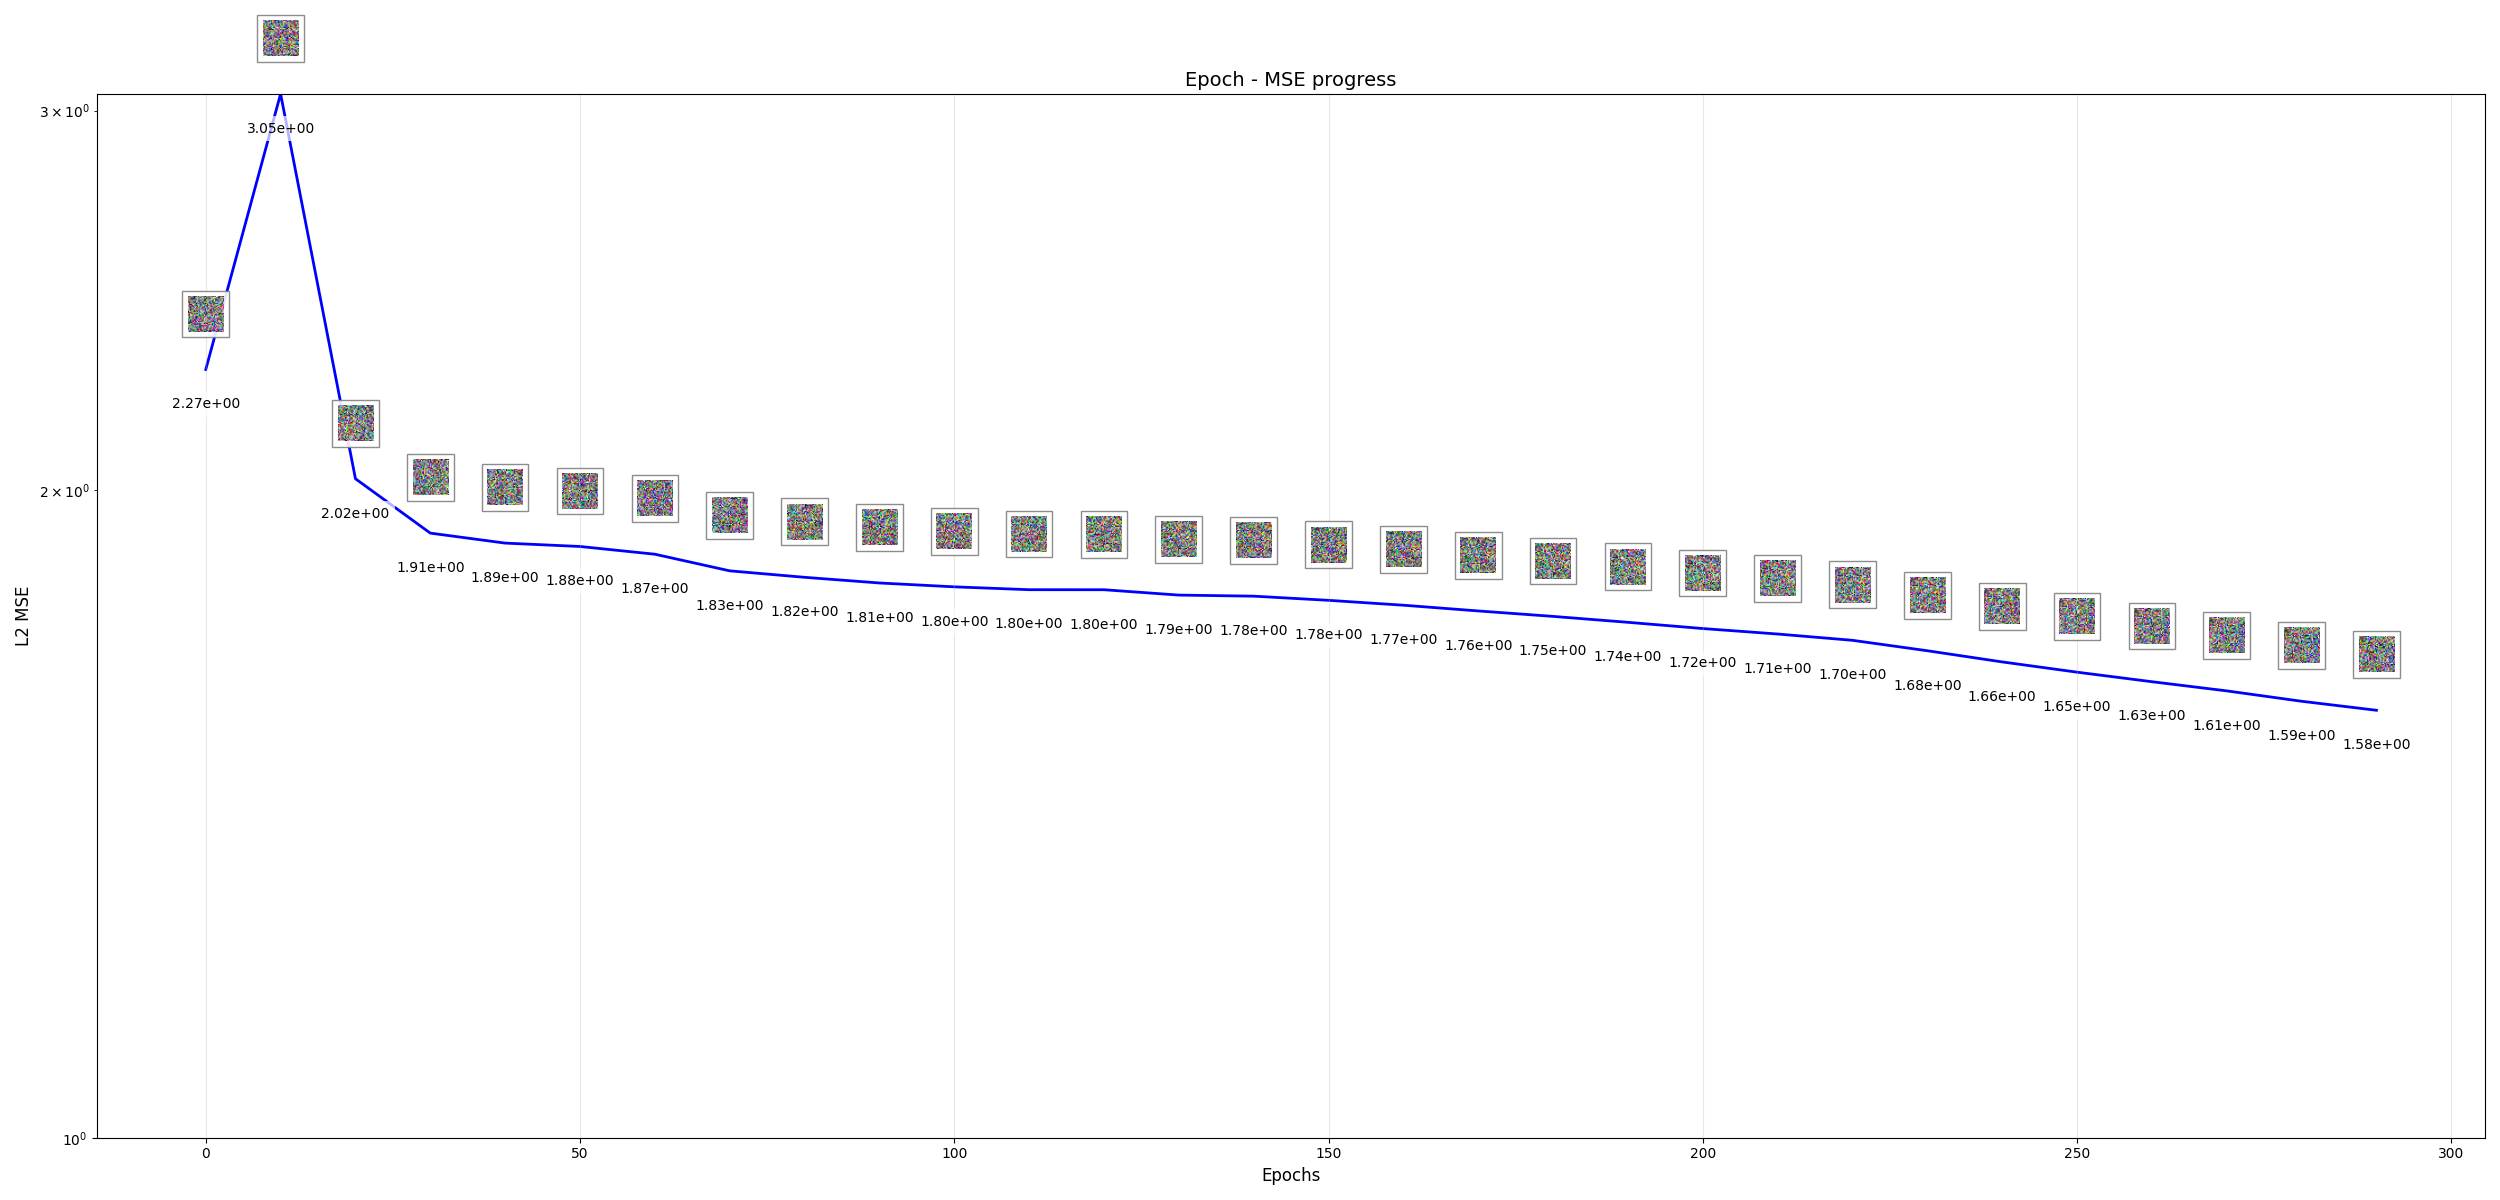 Epoch - MSE progress
3 × 10⁰
2 × 10⁰
10⁰
L2 MSE
2.27e+00
3.05e+00
2.02e+00
1.91e+00
1.89e+00
1.88e+00
1.87e+00
1.83e+00
1.82e+00
1.81e+00
1.80e+00
1.80e+00
1.80e+00
1.79e+00
1.78e+00
1.78e+00
1.77e+00
1.76e+00
1.75e+00
1.74e+00
1.72e+00
1.71e+00
1.70e+00
1.68e+00
1.66e+00
1.65e+00
1.63e+00
1.61e+00
1.59e+00
1.58e+00
0 50 100 150 200 250 300
Epochs